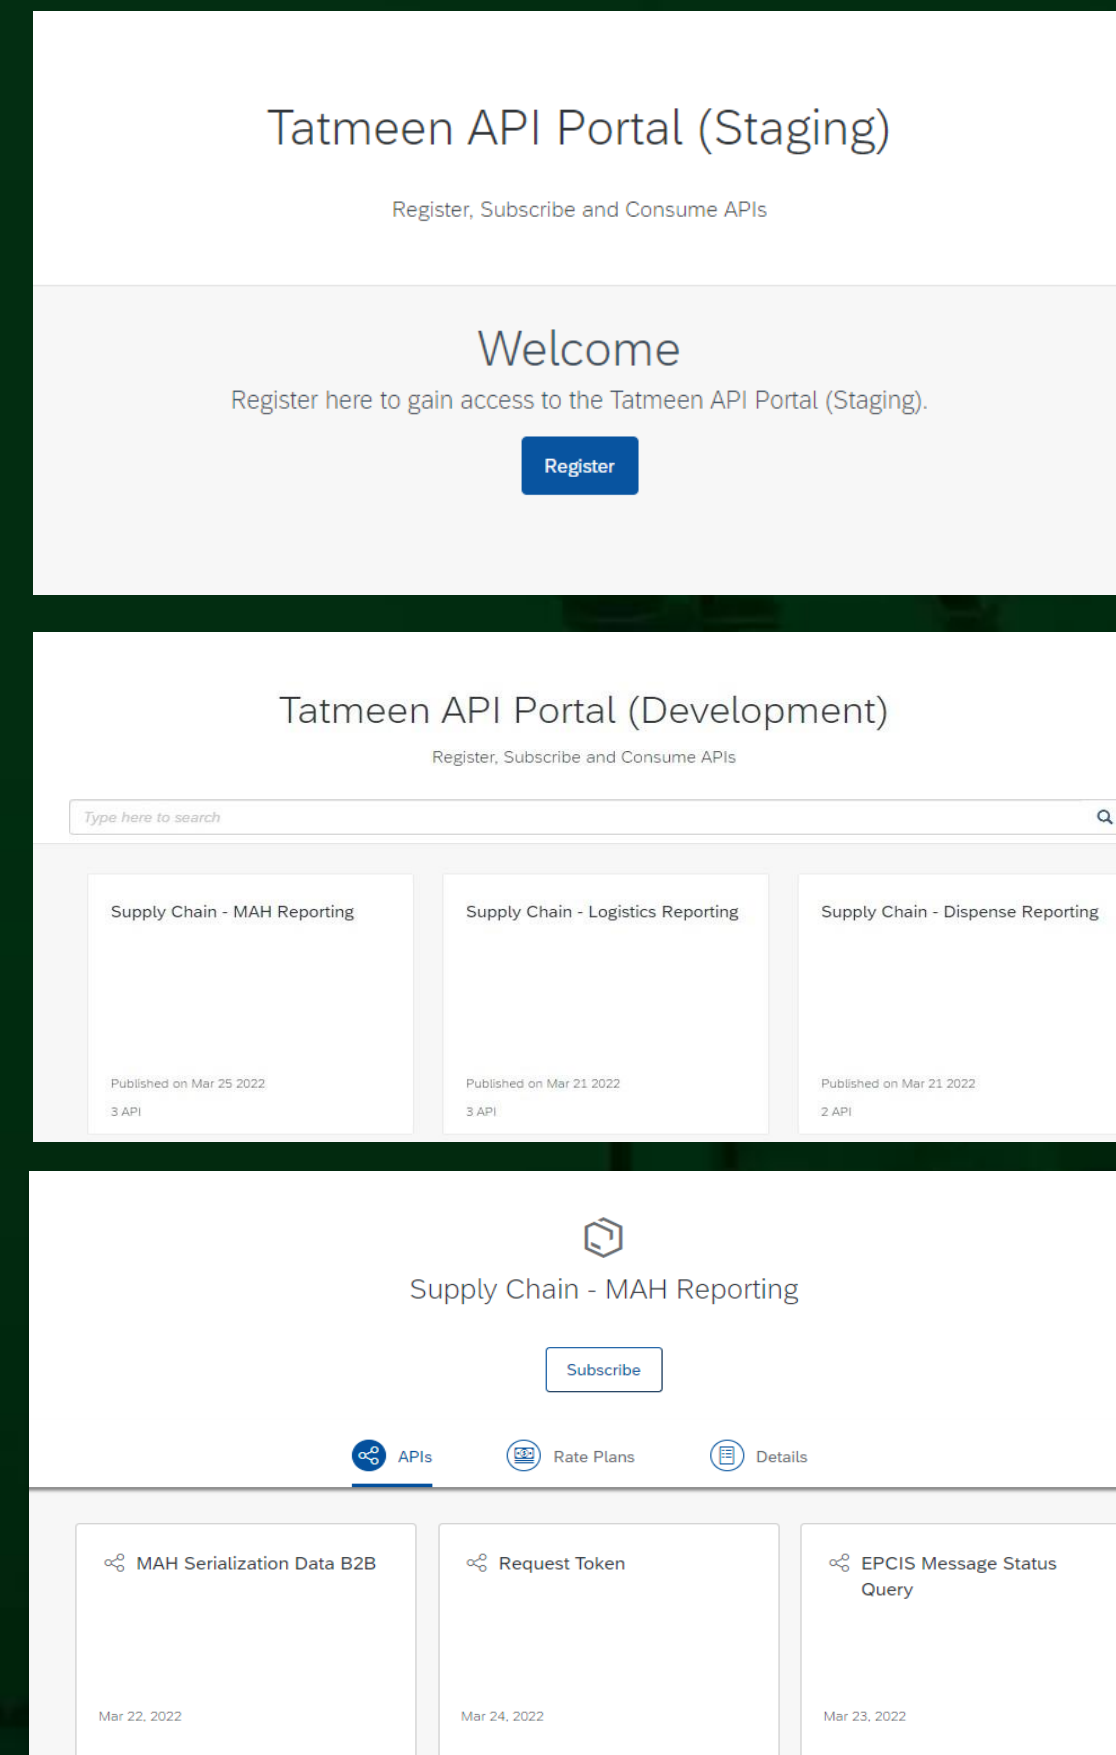 Tatmeen API Portal (Staging)
Register, Subscribe and Consume APIs
Welcome
Register here to gain access to the Tatmeen API Portal (Staging).
Register
Tatmeen API Portal (Development)
Register, Subscribe and Consume APIs
Type here to search
Supply Chain - MAH Reporting
Published on Mar 25 2022
3 API
Supply Chain - Logistics Reporting
Published on Mar 21 2022
3 API
Supply Chain - Dispense Reporting
Published on Mar 21 2022
2 API
Supply Chain - MAH Reporting
Subscribe
APIs
Rate Plans
Details
MAH Serialization Data B2B
Mar 22, 2022
Request Token
Mar 24, 2022
EPCIS Message Status
Query
Mar 23, 2022